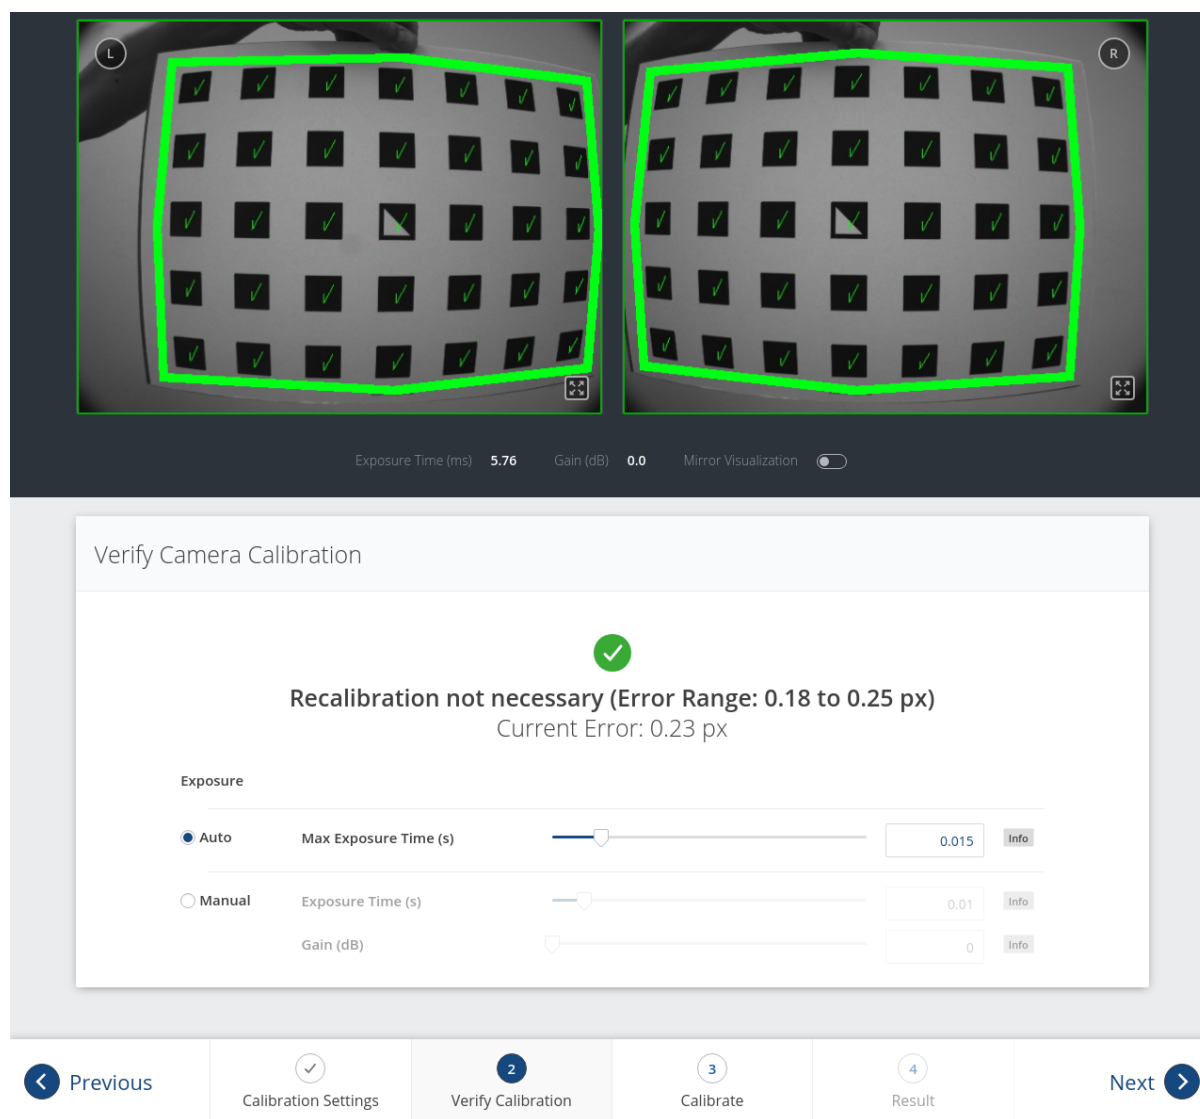 L
R
Exposure Time (ms) 5.76 Gain (dB) 0.0 Mirror Visualization
Verify Camera Calibration
Recalibration not necessary (Error Range: 0.18 to 0.25 px)
Current Error: 0.23 px
Exposure
Auto Max Exposure Time (s) 0.015 Info
Manual Exposure Time (s) 0.01 Info
Gain (dB) 0 Info
Previous
Calibration Settings
2
Verify Calibration
3
Calibrate
4
Result
Next